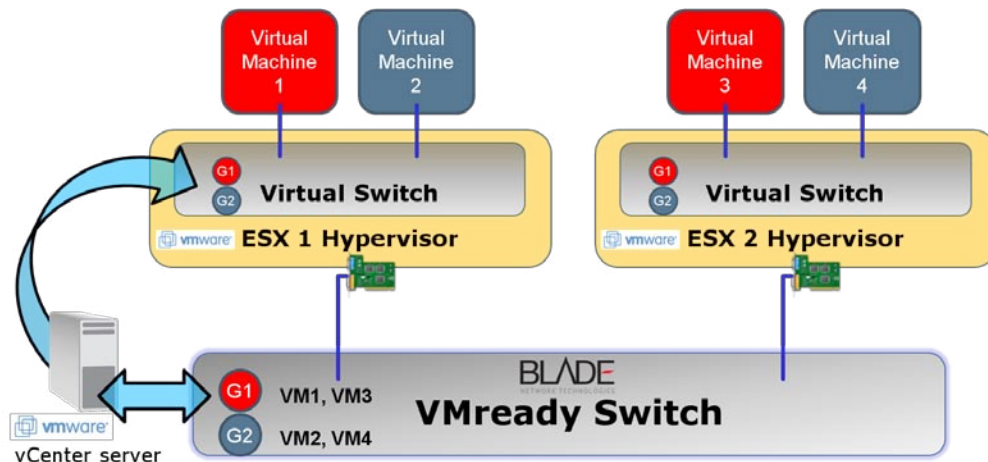 Virtual
Machine
1
Virtual
Machine
2
Virtual
Machine
3
Virtual
Machine
4
G1
G2
Virtual Switch
G1
G2
Virtual Switch
vmware
ESX 1 Hypervisor
vmware
ESX 2 Hypervisor
BLADE
NETWORK TECHNOLOGIES
G1
VM1, VM3
VMready Switch
G2
VM2, VM4
vmware
vCenter server